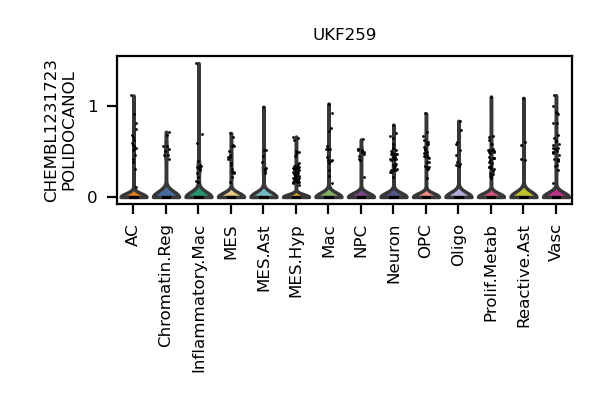 UKF259
CHEMBL1231723
POLIDOCANOL
1
0
AC
Chromatin.Reg
Inflammatory.Mac
MES
MES.Ast
MES.Hyp
Mac
NPC
Neuron
OPC
Oligo
Prolif.Metab
Reactive.Ast
Vasc